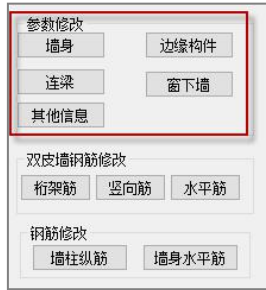 参数修改
墙身 边缘构件
连梁 窗下墙
其他信息
双皮墙钢筋修改
桁架筋 竖向筋 水平筋
钢筋修改
墙柱纵筋 墙身水平筋